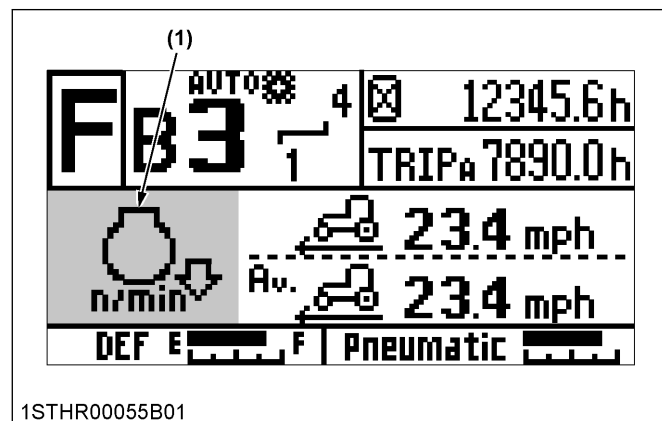 (1)
F B3 AUTO 1 4
12345.6h
TRIPA 7890.0h
n/min
23.4 mph
Av. 23.4 mph
DEF E F
Pneumatic
1STHR00055B01